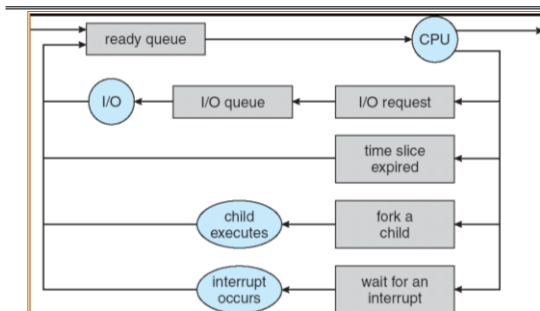 ready queue
CPU
I/O
I/O queue
I/O request
time slice
expired
child
executes
fork a
child
interrupt
occurs
wait for an
interrupt